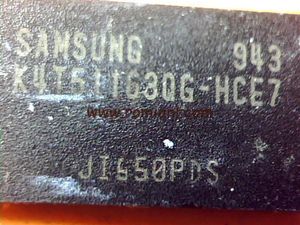 SAMSUNG 943
K4T51163QG-HCE7
JI650PDS